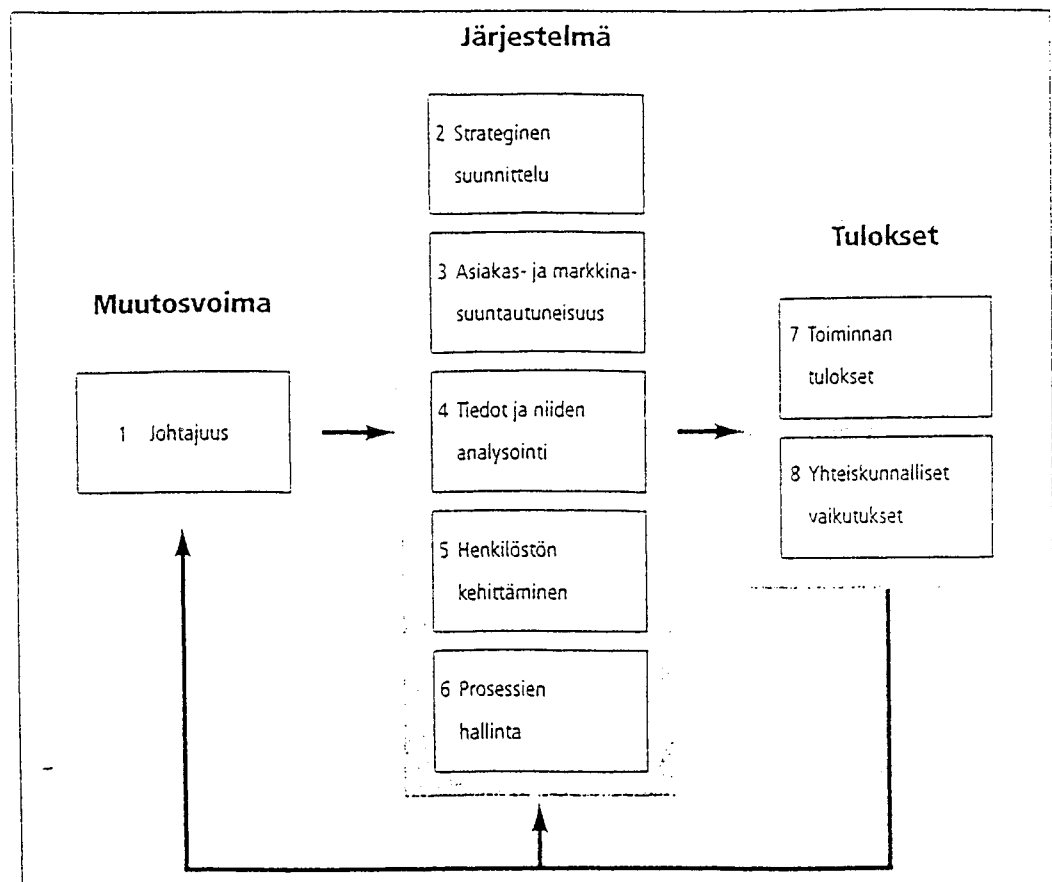 Järjestelmä
Muutosvoima
1 Johtajuus
2 Strateginen
suunnittelu
3 Asiakas- ja markkina-
suuntautuneisuus
4 Tiedot ja niiden
analysointi
5 Henkilöstön
kehittäminen
6 Prosessien
hallinta
Tulokset
7 Toiminnan
tulokset
8 Yhteiskunnalliset
vaikutukset